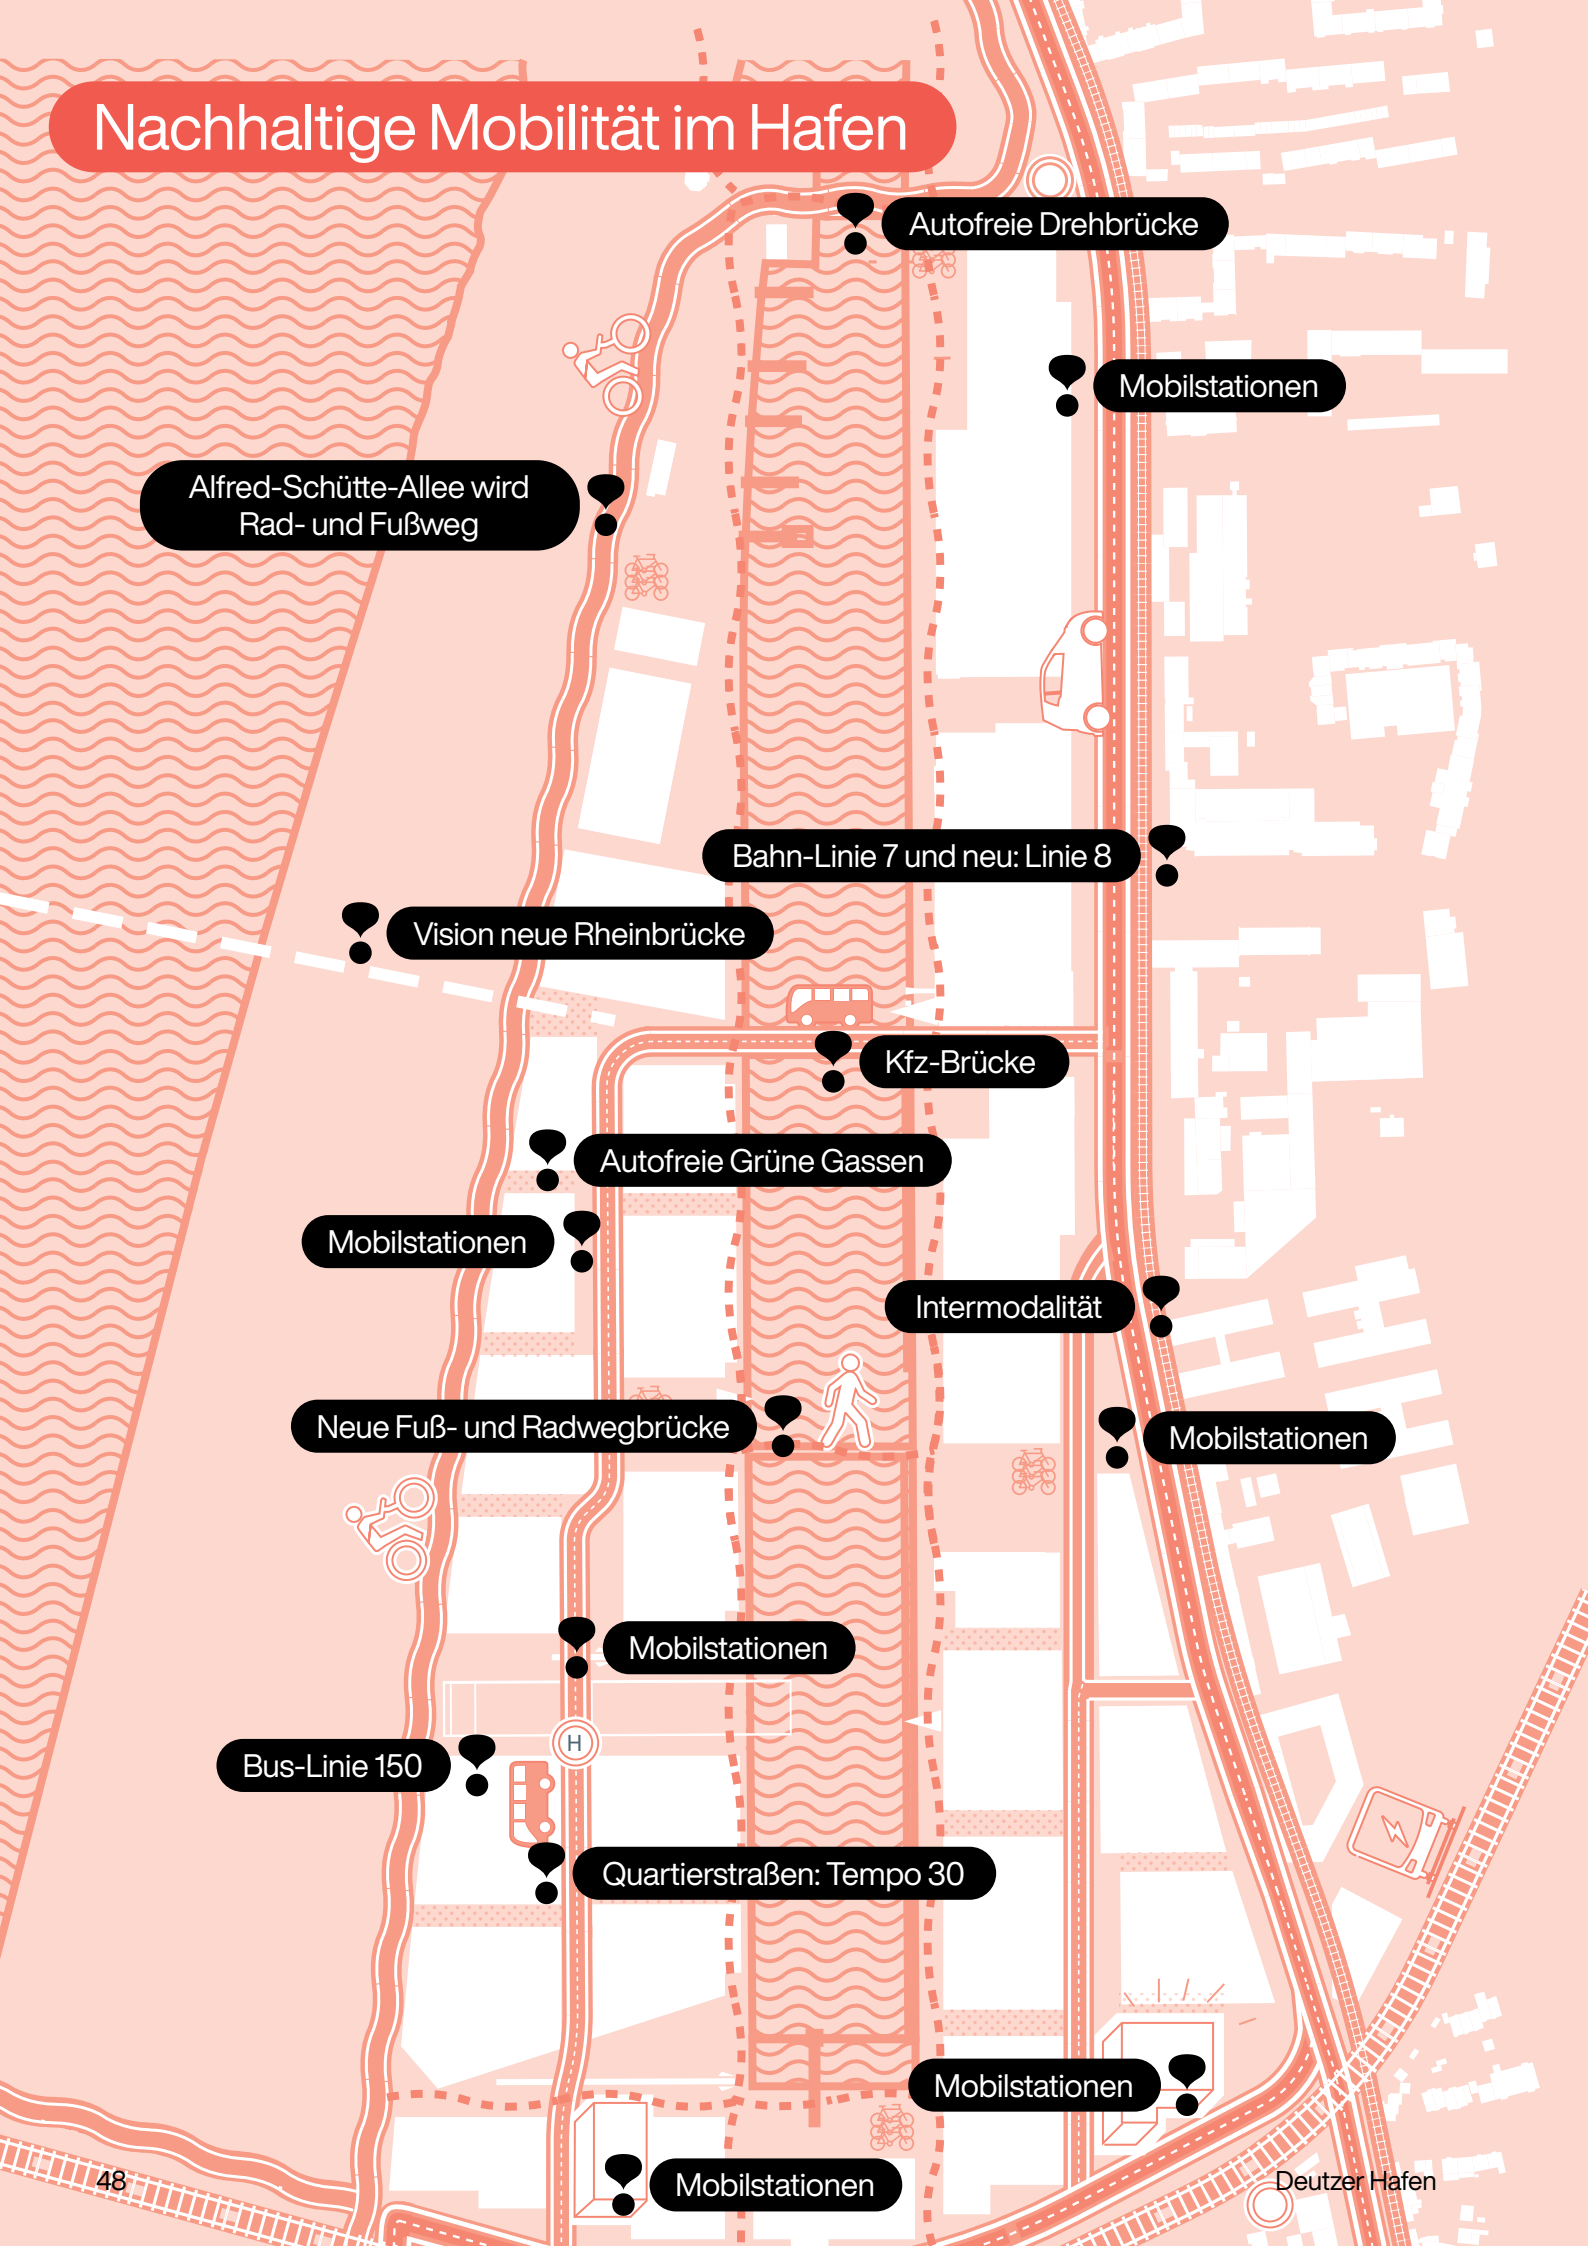 Nachhaltige Mobilität im Hafen
Autofreie Drehbrücke
Mobilstationen
Alfred-Schütte-Allee wird
Rad- und Fußweg
Bahn-Linie 7 und neu: Linie 8
Vision neue Rheinbrücke
Kfz-Brücke
Autofreie Grüne Gassen
Mobilstationen
Intermodalität
Neue Fuß- und Radwegbrücke
Mobilstationen
Mobilstationen
H
Bus-Linie 150
Quartierstraßen: Tempo 30
Mobilstationen
Mobilstationen
48
Deutzer Hafen